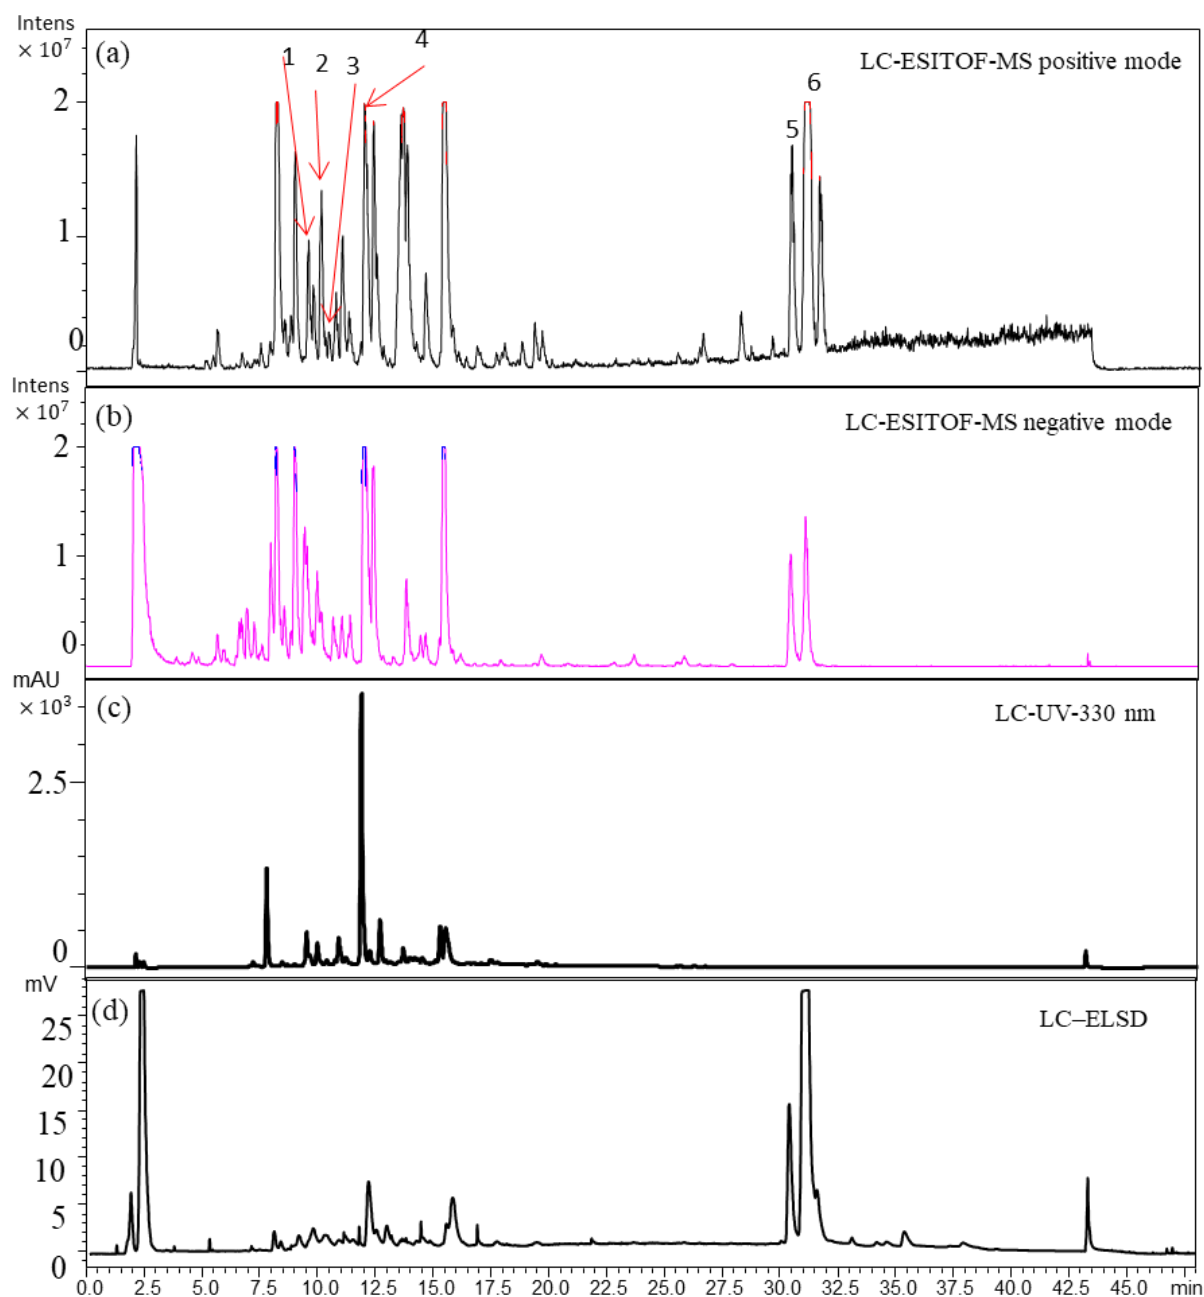 Intens
× 10⁷
(a)
1
2
3
4
LC-ESITOF-MS positive mode
6
5
2
1
0
Intens
× 10⁷
(b)
LC-ESITOF-MS negative mode
2
1
0
mAU
× 10³
(c)
LC-UV-330 nm
2.5
0
mV
(d)
LC–ELSD
25
20
15
10
5
0
0.0 2.5 5.0 7.5 10.0 12.5 15.0 17.5 20.0 22.5 25.0 27.5 30.0 32.5 35.0 37.5 40.0 42.5 45.0 min